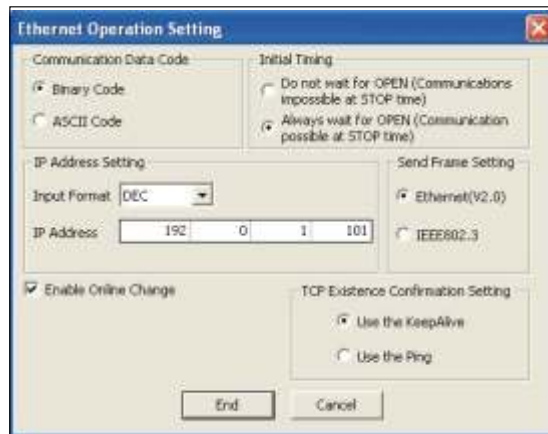 Ethernet Operation Setting
Communication Data Code
Binary Code
ASCII Code
Initial Timing
Do not wait for OPEN (Communications
impossible at STOP time)
Always wait for OPEN (Communication
possible at STOP time)
IP Address Setting
Input Format DEC
IP Address 192 0 1 101
Send Frame Setting
Ethernet(V2.0)
IEEE802.3
Enable Online Change
TCP Existence Confirmation Setting
Use the KeepAlive
Use the Ping
End Cancel